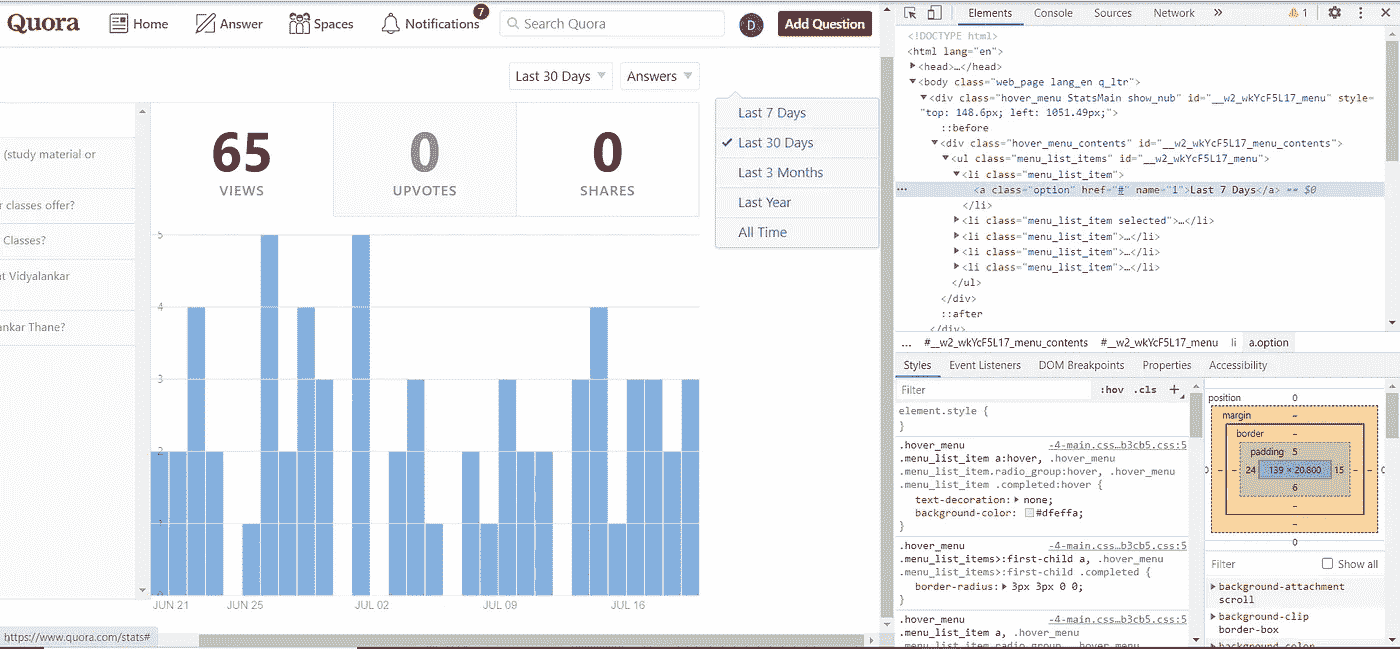 Quora
Home
Answer
Spaces
Notifications
7
Search Quora
D
Add Question
Last 30 Days
Answers
(study material or
r classes offer?
Classes?
at Vidyalankar
ankar Thane?
65
VIEWS
0
UPVOTES
0
SHARES
Last 7 Days
Last 30 Days
Last 3 Months
Last Year
All Time
5
4
3
2
1
JUN 21
JUN 25
JUL 02
JUL 09
JUL 16
https://www.quora.com/stats#
Elements
Console
Sources
Network
»
1
<!DOCTYPE html>
<html lang="en">
<head>…</head>
<body class="web_page lang_en q_ltr">
<div class="hover_menu StatsMain show_nub" id="__w2_wkYcF5L17_menu" style=
"top: 148.6px; left: 1051.49px;">
::before
<div class="hover_menu_contents" id="__w2_wkYcF5L17_menu_contents">
<ul class="menu_list_items" id="__w2_wkYcF5L17_menu">
<li class="menu_list_item">
<a class="option" href="#" name="1">Last 7 Days</a> == $0
</li>
<li class="menu_list_item selected">…</li>
<li class="menu_list_item">…</li>
<li class="menu_list_item">…</li>
<li class="menu_list_item">…</li>
</ul>
</div>
::after
</div>
... #__w2_wkYcF5L17_menu_contents #__w2_wkYcF5L17_menu li a.option
Styles Event Listeners DOM Breakpoints Properties Accessibility
Filter :hov .cls +
element.style {
}
.hover_menu -4-main.css…b3cb5.css:5
.menu_list_item a:hover, .hover_menu
.menu_list_item.radio_group:hover, .hover_menu
.menu_list_item .completed:hover {
text-decoration: none;
background-color: #dfeffa;
}
.hover_menu -4-main.css…b3cb5.css:5
.menu_list_items>:first-child a, .hover_menu
.menu_list_items>:first-child .completed {
border-radius: 3px 3px 0 0;
}
.hover_menu -4-main.css…b3cb5.css:5
.menu_list_item a, .hover_menu
.menu_list_item.radio_group, .hover_menu
position 0
margin –
border –
padding 5
0 – – 24 139 × 20.800 15 – – 0
6
–
–
0
Filter Show all
background-attachment
scroll
background-clip
border-box
background-color